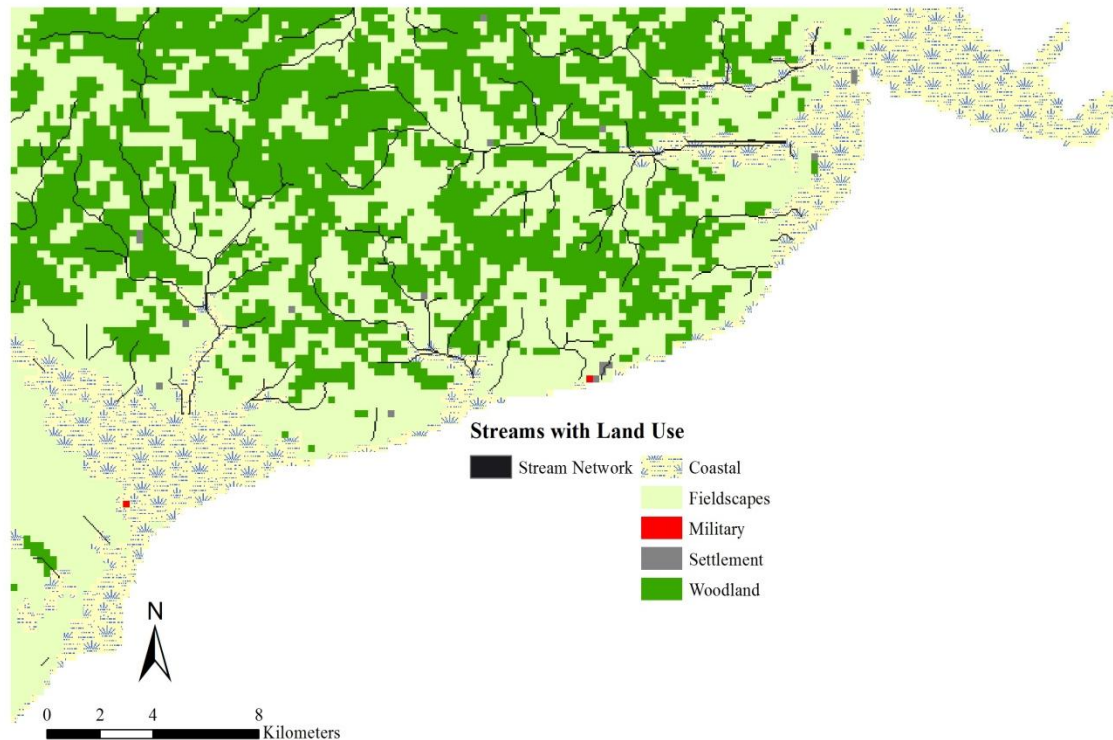 Streams with Land Use
Stream Network
Coastal
Fieldscapes
Military
Settlement
Woodland
N
0 2 4 8
Kilometers